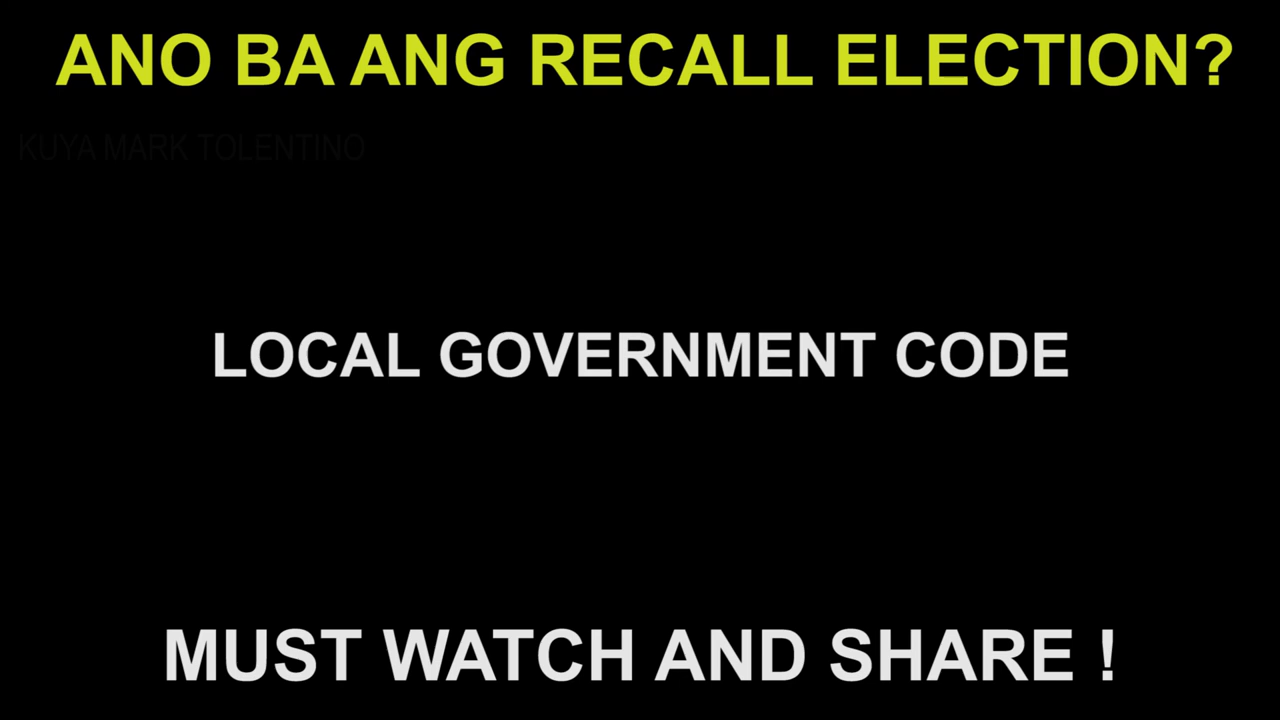 ANO BA ANG RECALL ELECTION?
KUYA MARK TOLENTINO
LOCAL GOVERNMENT CODE
MUST WATCH AND SHARE !